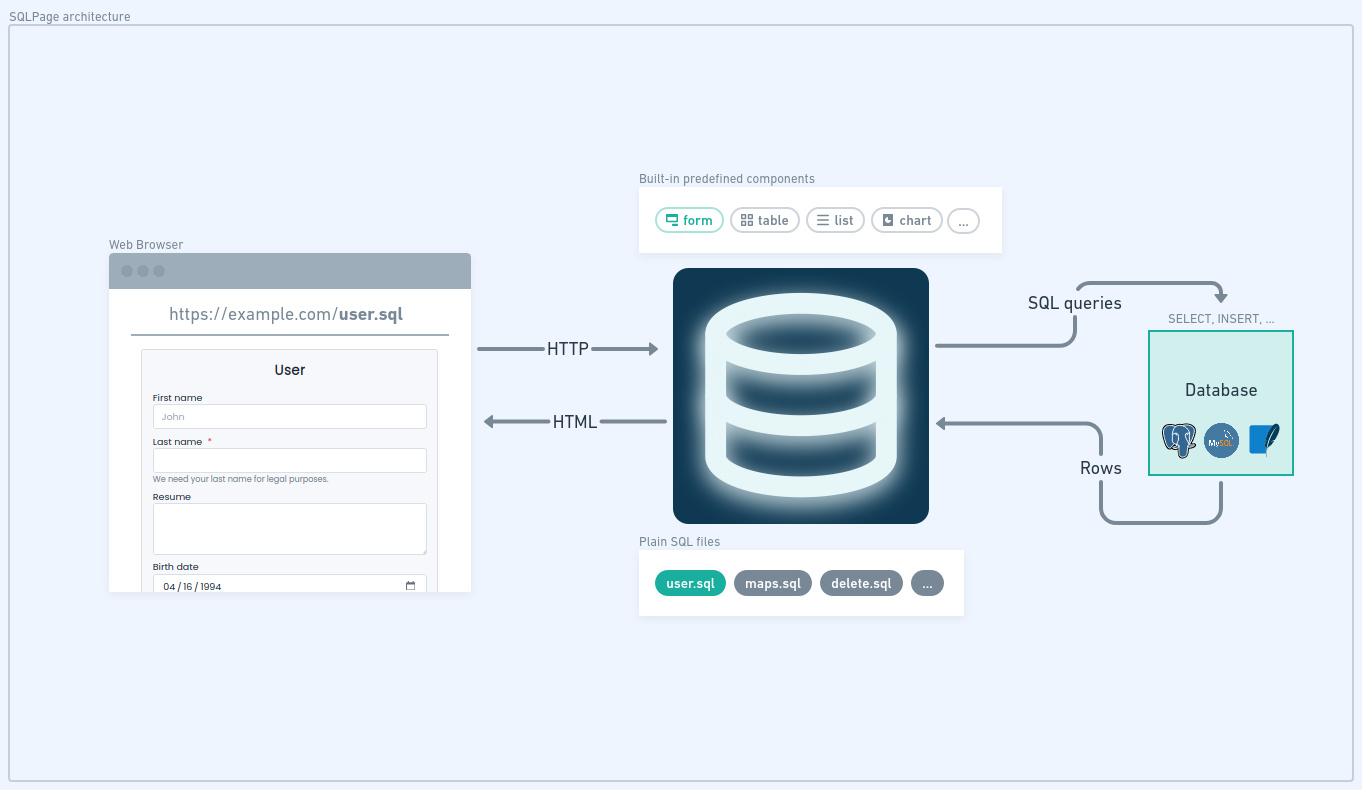 SQLPage architecture
Built-in predefined components
form table list chart ...
Web Browser
https://example.com/user.sql
User
First name
John
Last name *
We need your last name for legal purposes.
Resume
Birth date
04 / 16 / 1994
HTTP
HTML
SQL queries
SELECT, INSERT, ...
Database
MySQL
Rows
Plain SQL files
user.sql maps.sql delete.sql ...